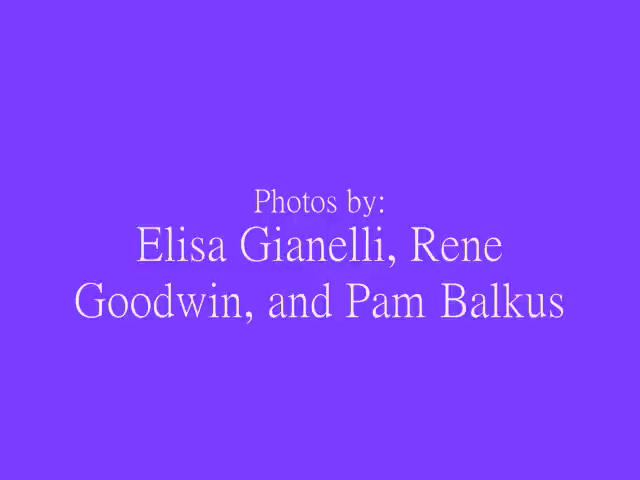 Photos by:
Elisa Gianelli, Rene
Goodwin, and Pam Balkus